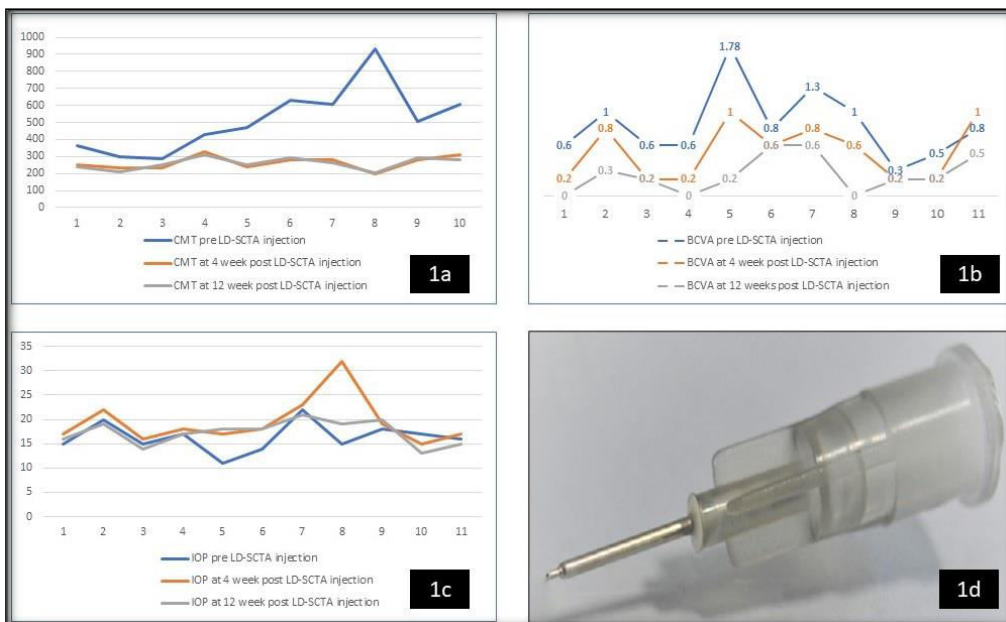 1000
900
800
700
600
500
400
300
200
100
0
1 2 3 4 5 6 7 8 9 10
CMT pre LD-SCTA injection
CMT at 4 week post LD-SCTA injection
CMT at 12 week post LD-SCTA injection
1a
1.78
1.3
1 1 1
0.8 0.8 0.8 0.8
0.6 0.6 0.6 0.6 0.6 0.6
0.5 0.5
0.3 0.3
0.2 0.2 0.2 0.2 0.2 0.2
0 0 0
1 2 3 4 5 6 7 8 9 10 11
BCVA pre LD-SCTA injection
BCVA at 4 week post LD-SCTA injection
BCVA at 12 weeks post LD-SCTA injection
1b
35
30
25
20
15
10
5
0
1 2 3 4 5 6 7 8 9 10 11
IOP pre LD-SCTA injection
IOP at 4 week post LD-SCTA injection
IOP at 12 week post LD-SCTA injection
1c
1d